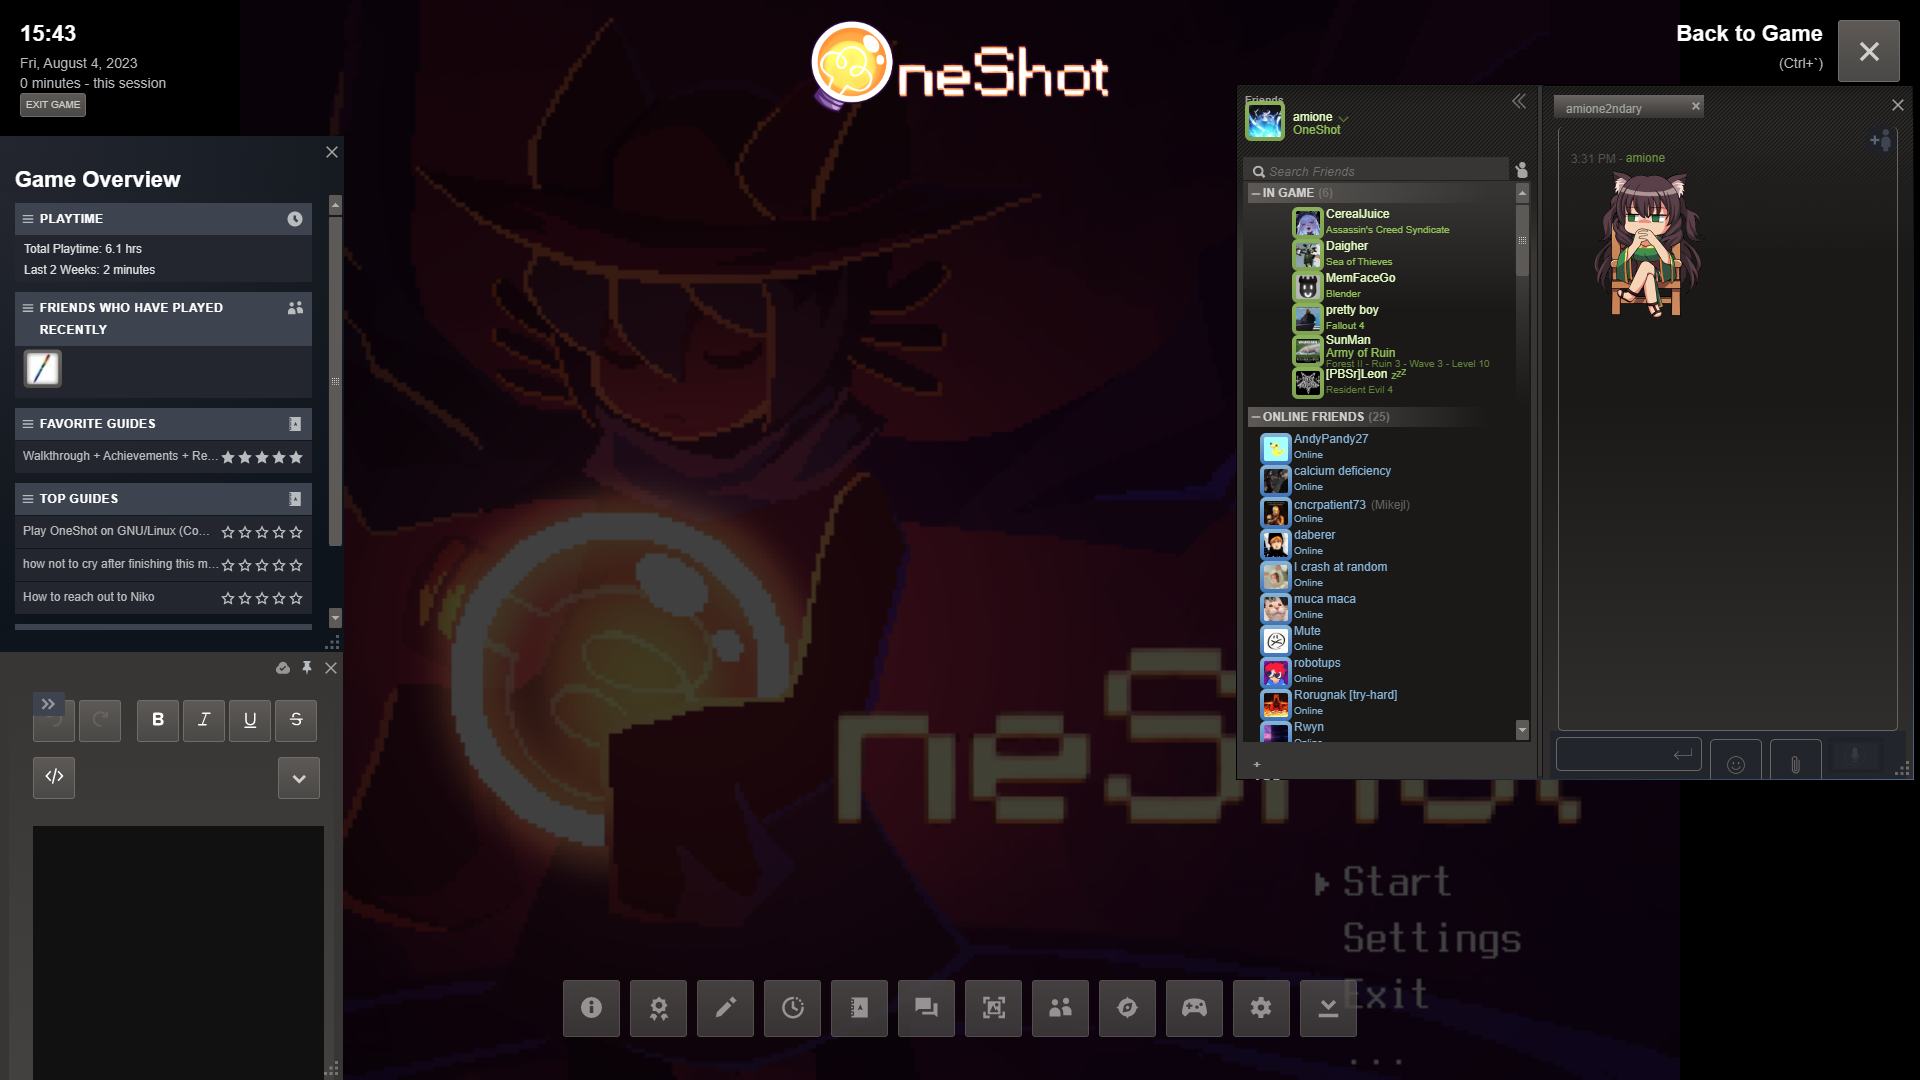 15:43
Fri, August 4, 2023
0 minutes - this session
EXIT GAME
neShot
Back to Game
(Ctrl+`)
Game Overview
PLAYTIME
Total Playtime: 6.1 hrs
Last 2 Weeks: 2 minutes
FRIENDS WHO HAVE PLAYED
RECENTLY
FAVORITE GUIDES
Walkthrough + Achievements + Re...
TOP GUIDES
Play OneShot on GNU/Linux (Co...
how not to cry after finishing this m...
How to reach out to Niko
B I U S
</>
Friends
amione
OneShot
Search Friends
IN GAME (6)
CerealJuice
Assassin's Creed Syndicate
Daigher
Sea of Thieves
MemFaceGo
Blender
pretty boy
Fallout 4
SunMan
Army of Ruin
Forest II - Ruin 3 - Wave 3 - Level 10
[PBSr]Leon zzz
Resident Evil 4
ONLINE FRIENDS (25)
AndyPandy27
Online
calcium deficiency
Online
cncrpatient73 (Mikejl)
Online
daberer
Online
I crash at random
Online
muca maca
Online
Mute
Online
robotups
Online
Rorugnak [try-hard]
Online
Rwyn
Online
amione2ndary
3:31 PM - amione
neShot
Start
Settings
Exit
...